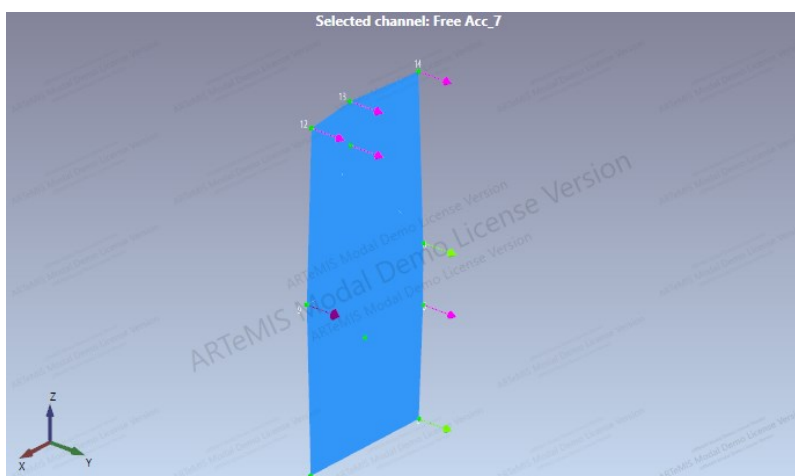 Selected channel: Free Acc_7
14
13
12
ARTeMIS Modal Demo License Version
ARTeMIS Modal Demo License Version
ARTeMIS Modal Demo License Version
Z
X
Y